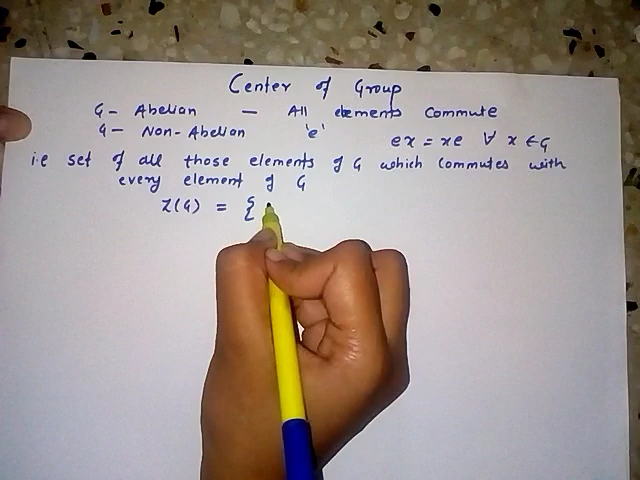 Center of Group
G - Abelian — All elements commute
G - Non-Abelian 'e' ex = xe ∀ x ∈ G
i.e set of all those elements of G which commutes with
every element of G
Z(G) = {